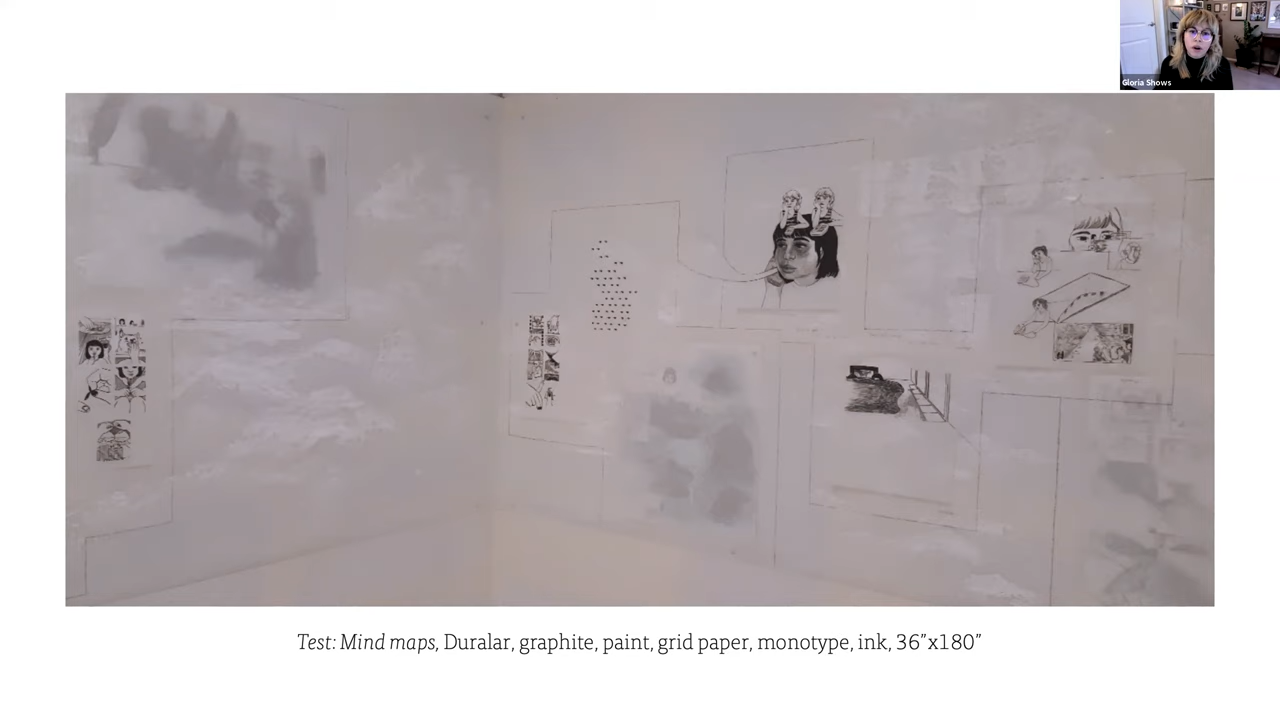 Gloria Shows
Test: Mind maps, Duralar, graphite, paint, grid paper, monotype, ink, 36”x180”